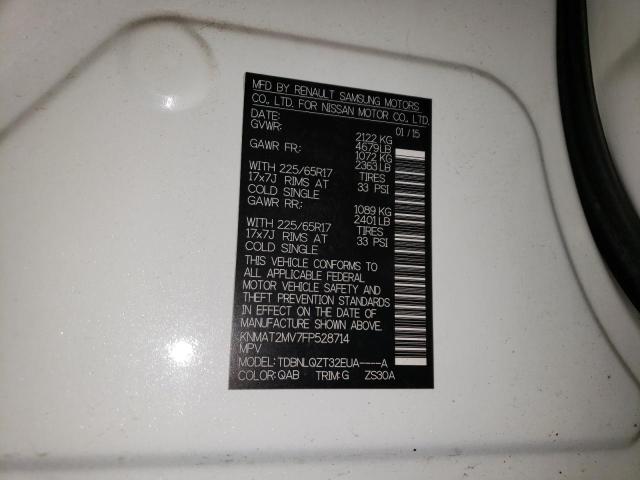 MFD BY RENAULT SAMSUNG MOTORS
CO., LTD. FOR NISSAN MOTOR CO., LTD.
DATE: 01/15
GVWR: 2122 KG
4679 LB
GAWR FR: 1072 KG
2363 LB
WITH 225/65R17 TIRES
17x7J RIMS AT 33 PSI
COLD SINGLE
GAWR RR: 1089 KG
2401 LB
WITH 225/65R17 TIRES
17x7J RIMS AT 33 PSI
COLD SINGLE
THIS VEHICLE CONFORMS TO
ALL APPLICABLE FEDERAL
MOTOR VEHICLE SAFETY AND
THEFT PREVENTION STANDARDS
IN EFFECT ON THE DATE OF
MANUFACTURE SHOWN ABOVE.
KNMAT2MV7FP528714
MPV
MODEL: TDBNLQZT32EUA----A
COLOR: QAB TRIM: G ZS30A